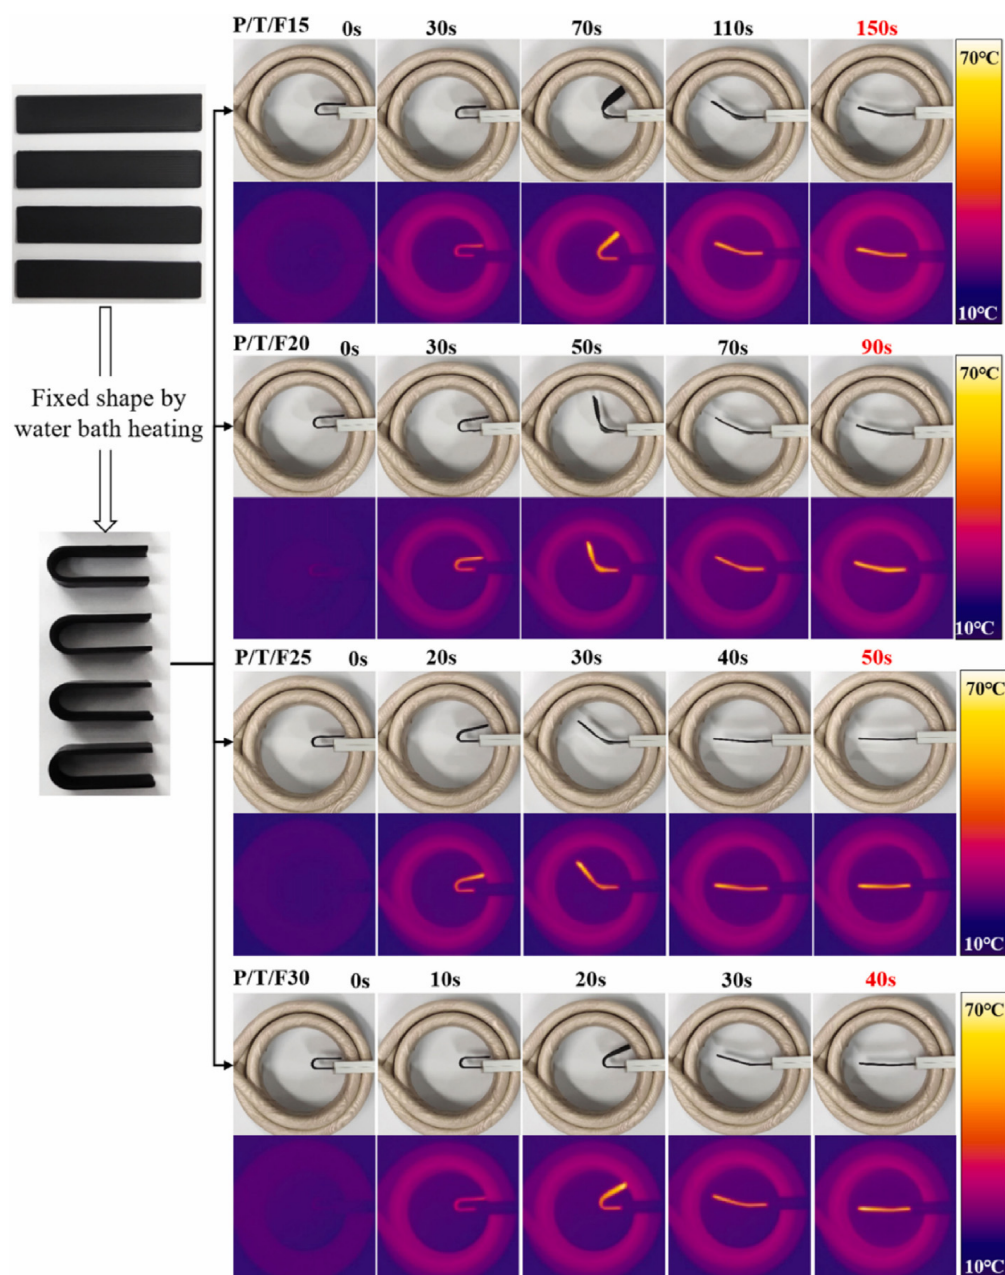 P/T/F15 0s 30s 70s 110s 150s
70℃
10℃
Fixed shape by
water bath heating
P/T/F20 0s 30s 50s 70s 90s
70℃
10℃
P/T/F25 0s 20s 30s 40s 50s
70℃
10℃
P/T/F30 0s 10s 20s 30s 40s
70℃
10℃